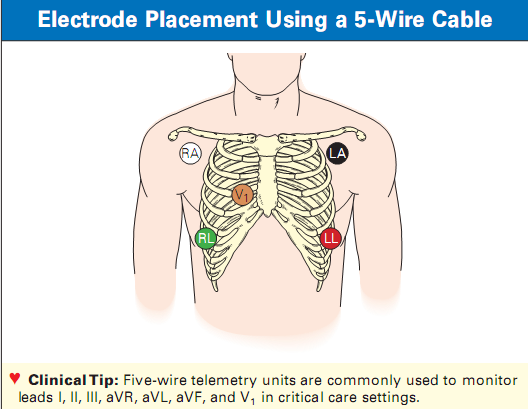 Electrode Placement Using a 5-Wire Cable
RA
LA
V1
RL
LL
♥ Clinical Tip: Five-wire telemetry units are commonly used to monitor
leads I, II, III, aVR, aVL, aVF, and V1 in critical care settings.